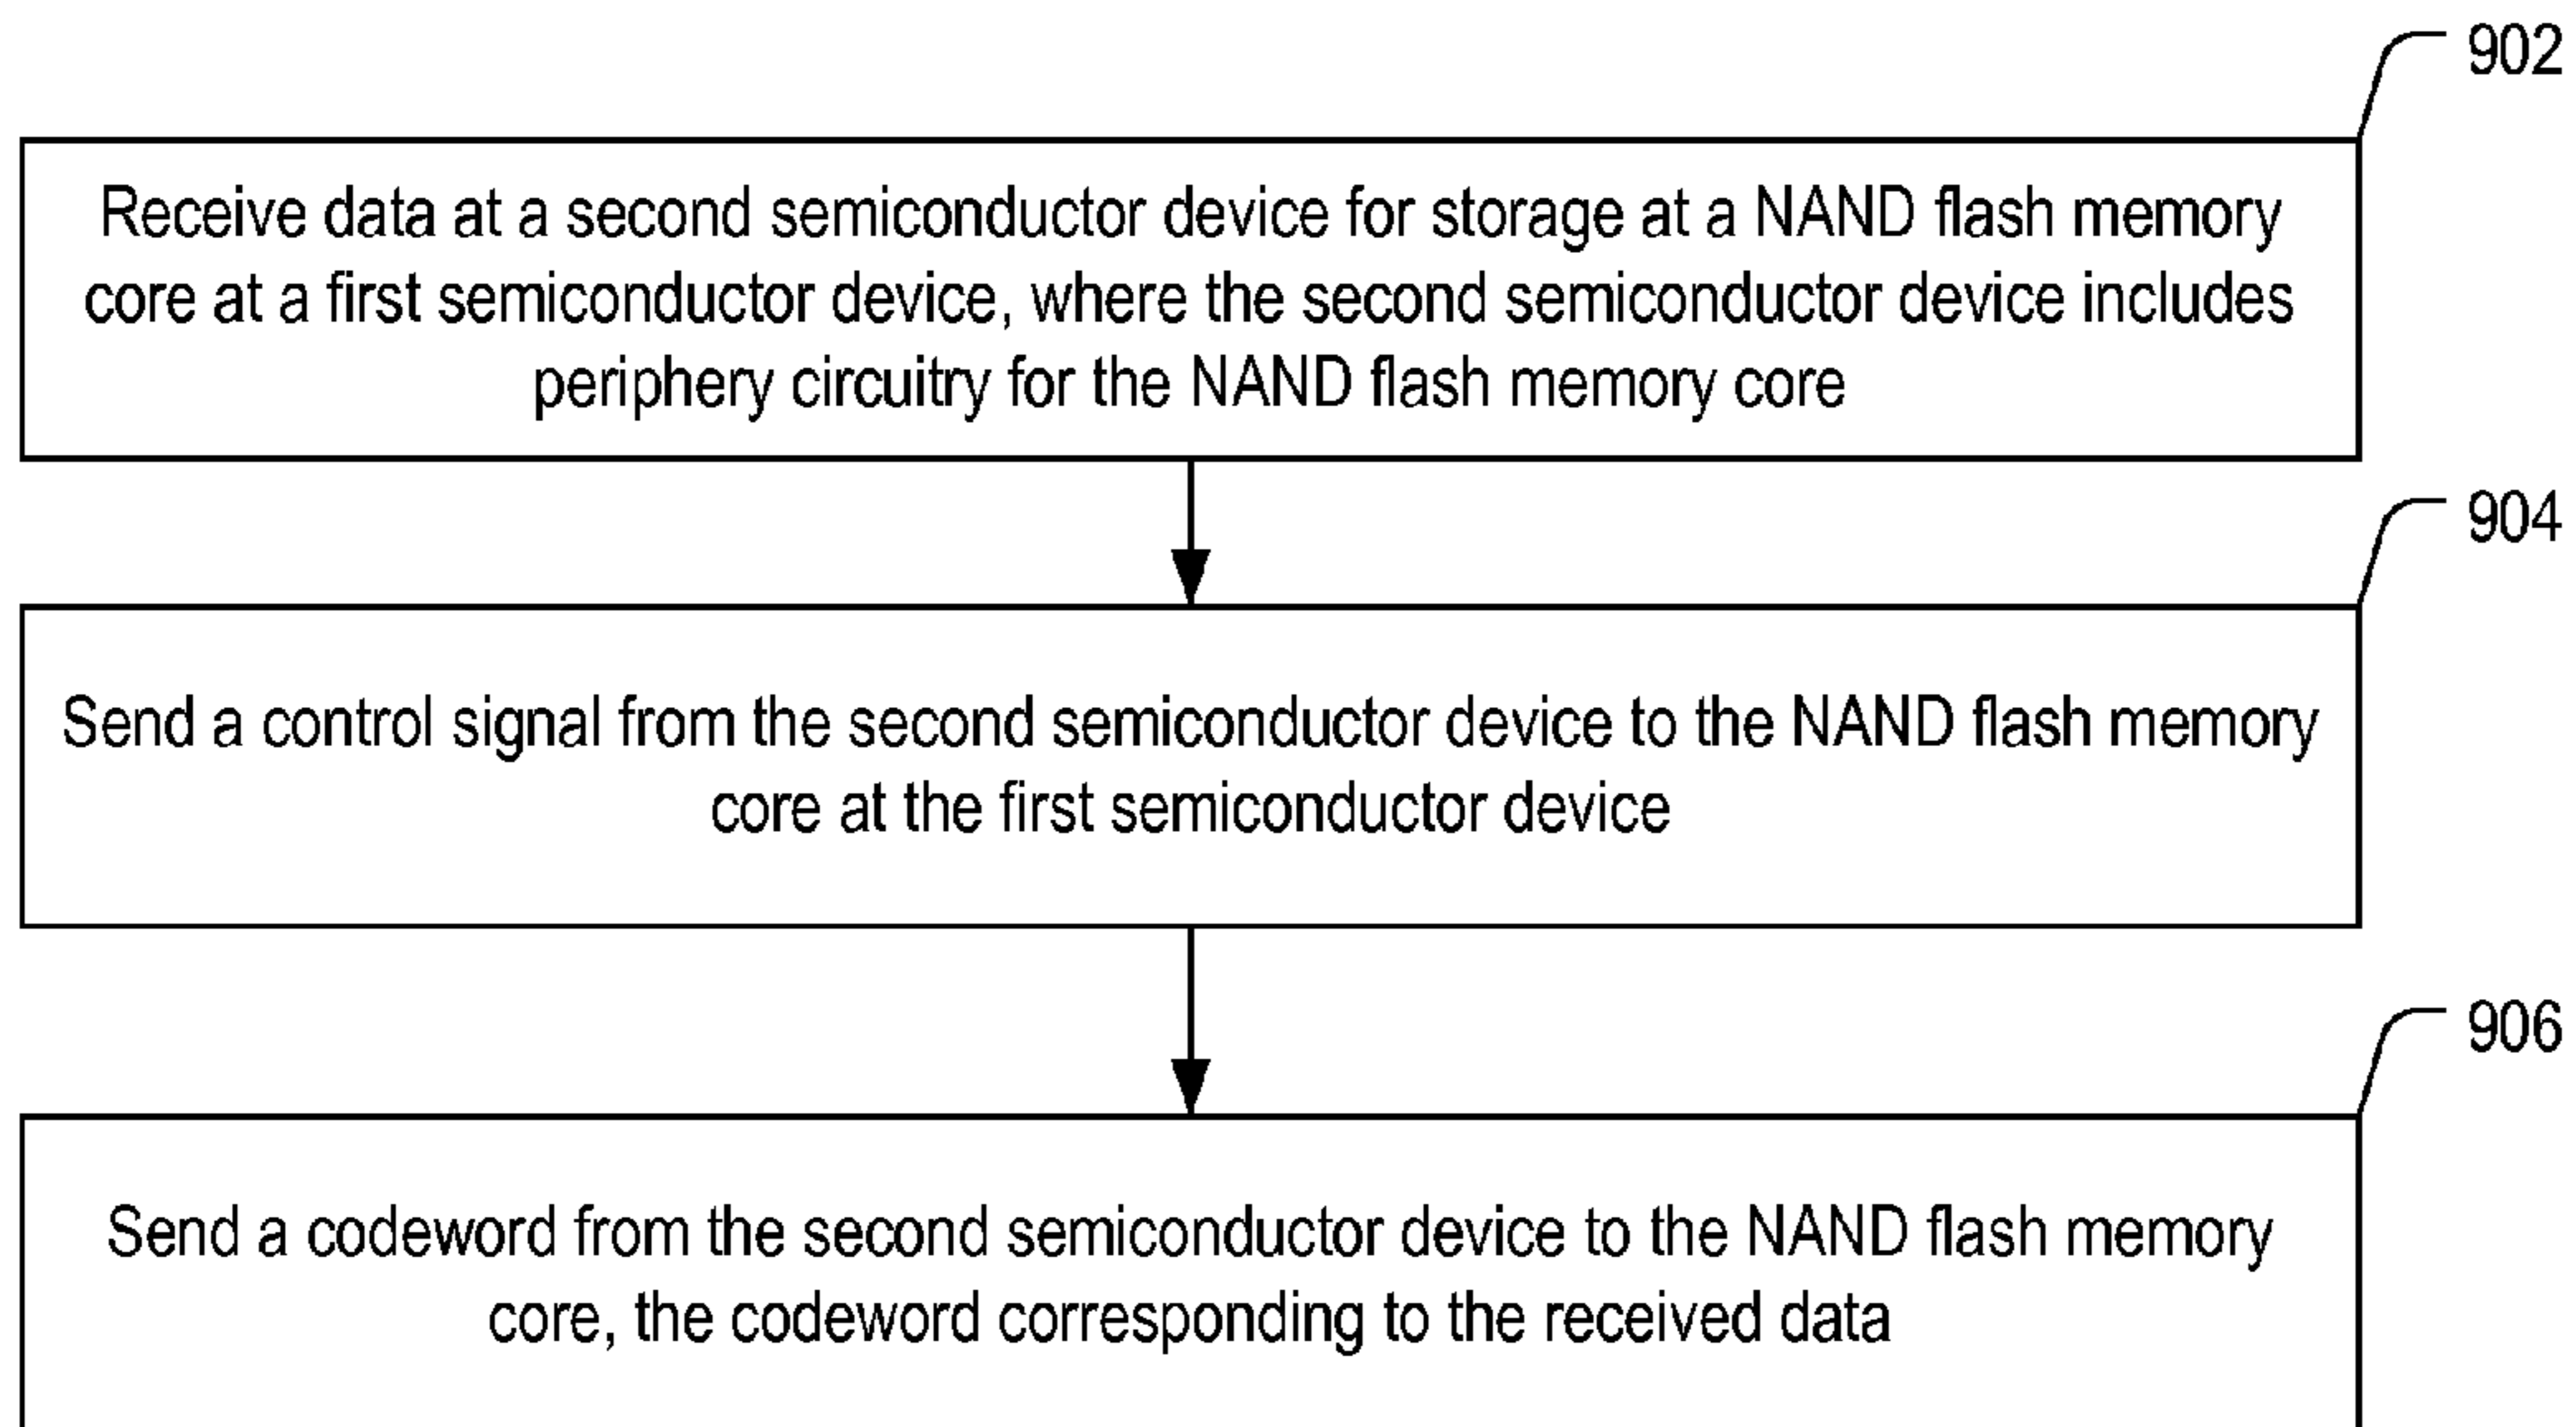 902
Receive data at a second semiconductor device for storage at a NAND flash memory
core at a first semiconductor device, where the second semiconductor device includes
periphery circuitry for the NAND flash memory core
904
Send a control signal from the second semiconductor device to the NAND flash memory
core at the first semiconductor device
906
Send a codeword from the second semiconductor device to the NAND flash memory
core, the codeword corresponding to the received data